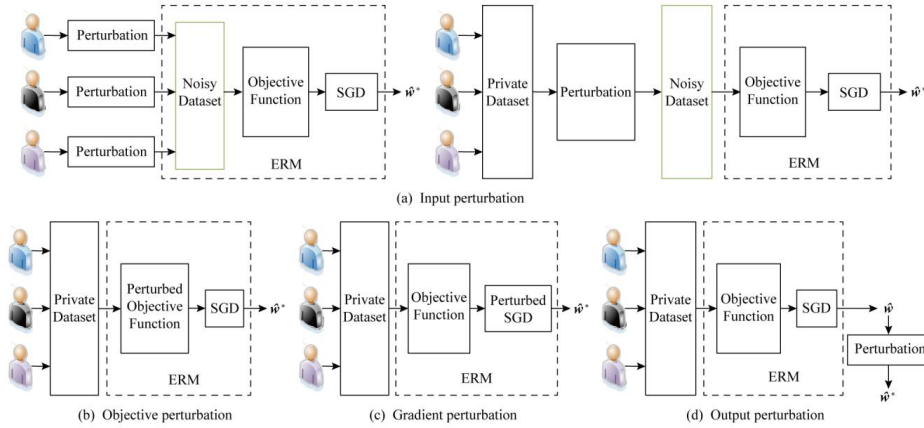 Perturbation
Perturbation
Perturbation
Noisy
Dataset
Objective
Function
SGD
ŵ*
ERM
Private
Dataset
Perturbation
Noisy
Dataset
Objective
Function
SGD
ŵ*
ERM
(a) Input perturbation
Private
Dataset
Perturbed
Objective
Function
SGD
ŵ*
ERM
(b) Objective perturbation
Private
Dataset
Objective
Function
Perturbed
SGD
ŵ*
ERM
(c) Gradient perturbation
Private
Dataset
Objective
Function
SGD
ŵ
Perturbation
ŵ*
ERM
(d) Output perturbation